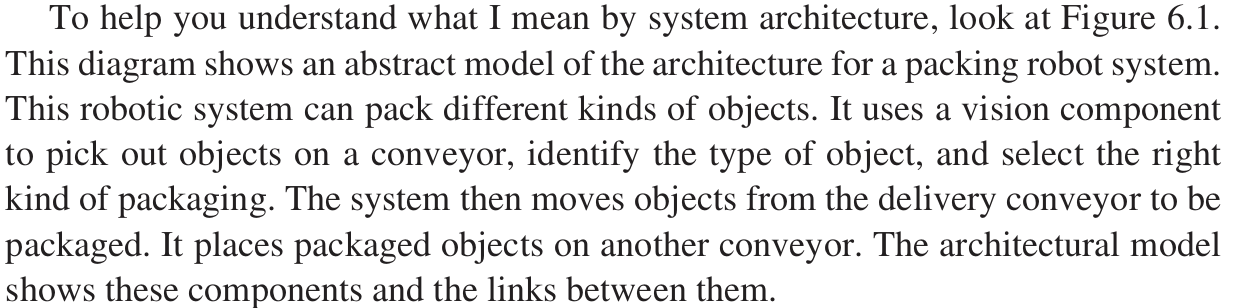 To help you understand what I mean by system architecture, look at Figure 6.1.
This diagram shows an abstract model of the architecture for a packing robot system.
This robotic system can pack different kinds of objects. It uses a vision component
to pick out objects on a conveyor, identify the type of object, and select the right
kind of packaging. The system then moves objects from the delivery conveyor to be
packaged. It places packaged objects on another conveyor. The architectural model
shows these components and the links between them.